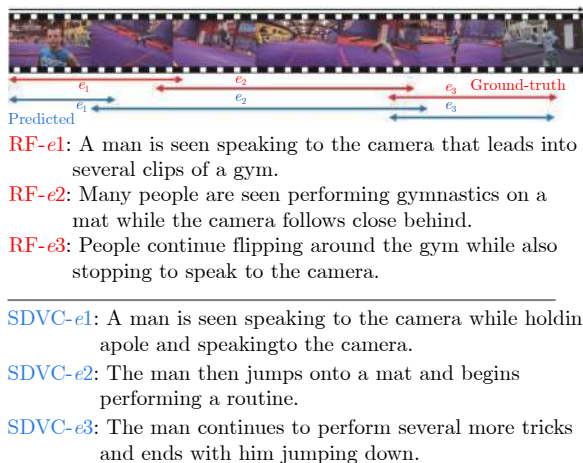 e1 e2 e3 Ground-truth
e1 e2 e3
Predicted
RF-e1: A man is seen speaking to the camera that leads into
several clips of a gym.
RF-e2: Many people are seen performing gymnastics on a
mat while the camera follows close behind.
RF-e3: People continue flipping around the gym while also
stopping to speak to the camera.
SDVC-e1: A man is seen speaking to the camera while holdin
apole and speakingto the camera.
SDVC-e2: The man then jumps onto a mat and begins
performing a routine.
SDVC-e3: The man continues to perform several more tricks
and ends with him jumping down.